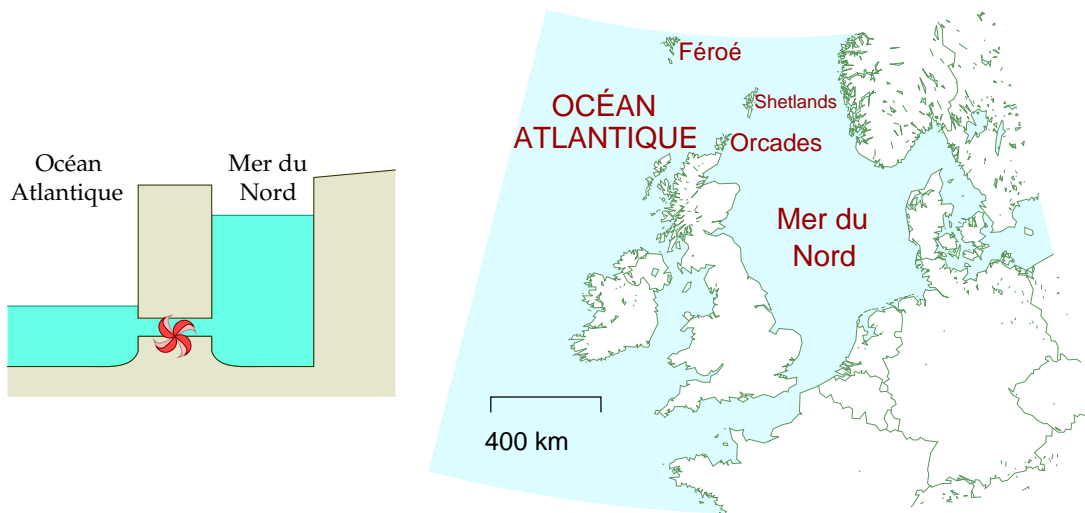 Océan
Atlantique
Mer du
Nord
Féroé
OCÉAN
ATLANTIQUE
Shetlands
Orcades
Mer du
Nord
400 km